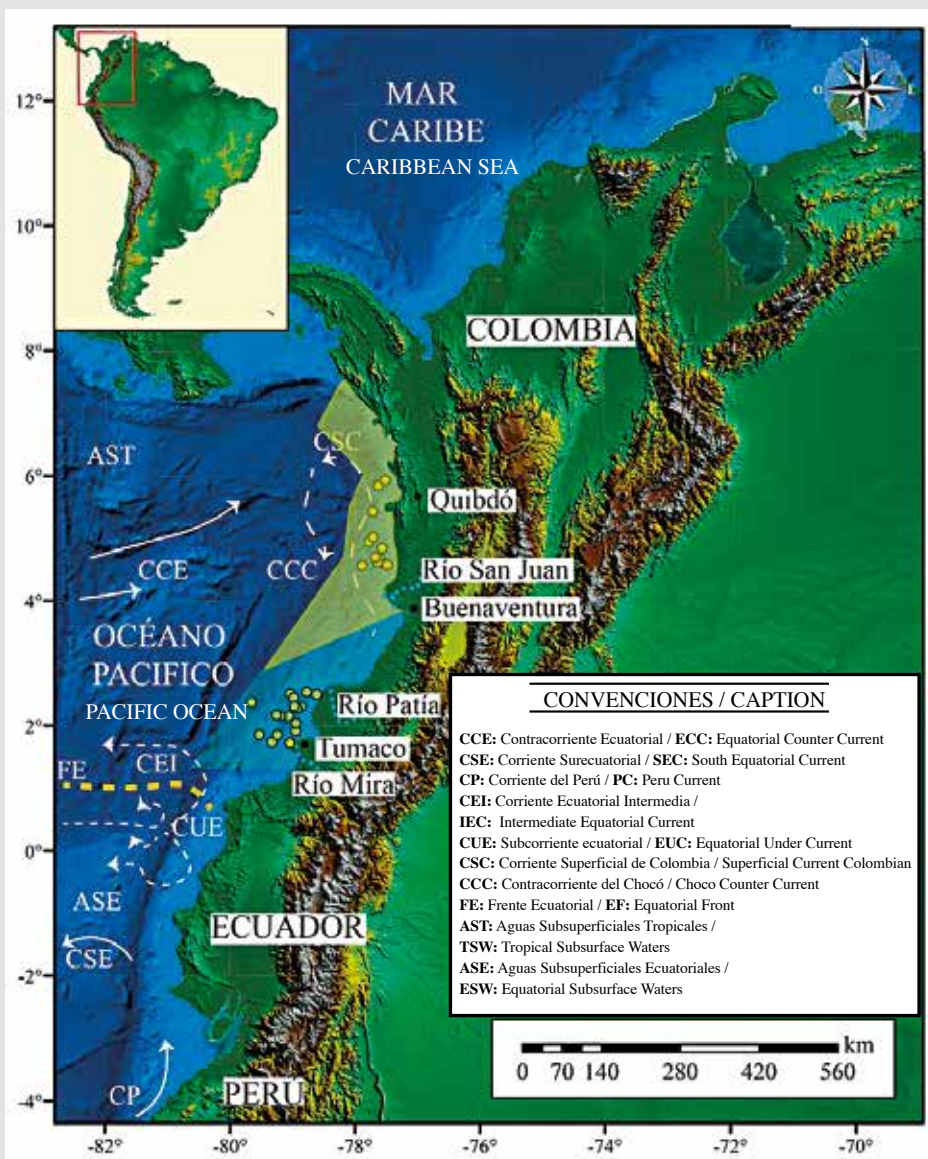 MAR
CARIBE
CARIBBEAN SEA
N
O
E
S
12°
10°
8°
6°
4°
2°
0°
-2°
-4°
COLOMBIA
AST
CSC
Quibdó
CCE
CCC
Río San Juan
Buenaventura
OCÉANO
PACIFICO
PACIFIC OCEAN
Río Patía
Tumaco
FE
CEI
Río Mira
CUE
ASE
ECUADOR
CSE
CP
PERÚ
CONVENCIONES / CAPTION
CCE: Contracorriente Ecuatorial / ECC: Equatorial Counter Current
CSE: Corriente Surecuatorial / SEC: South Equatorial Current
CP: Corriente del Perú / PC: Peru Current
CEI: Corriente Ecuatorial Intermedia /
IEC: Intermediate Equatorial Current
CUE: Subcorriente ecuatorial / EUC: Equatorial Under Current
CSC: Corriente Superficial de Colombia / Superficial Current Colombian
CCC: Contracorriente del Chocó / Choco Counter Current
FE: Frente Ecuatorial / EF: Equatorial Front
AST: Aguas Subsuperficiales Tropicales /
TSW: Tropical Subsurface Waters
ASE: Aguas Subsuperficiales Ecuatoriales /
ESW: Equatorial Subsurface Waters
km
0 70 140 280 420 560
-82° -80° -78° -76° -74° -72° -70°